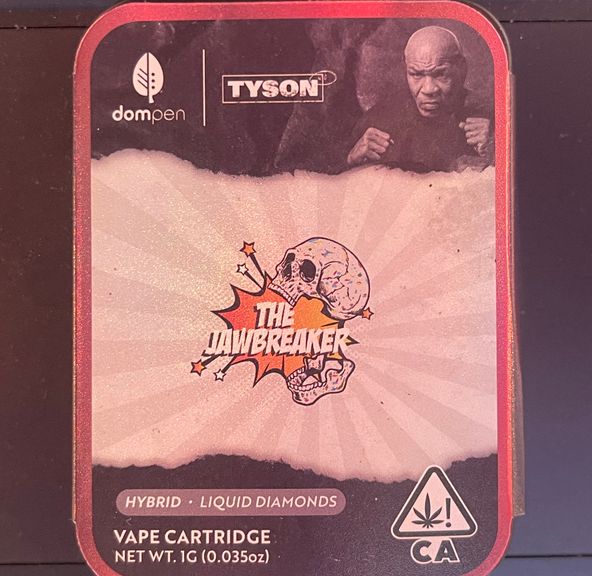 dompen
TYSON
THE
JAWBREAKER
HYBRID · LIQUID DIAMONDS
VAPE CARTRIDGE
NET WT. 1G (0.035oz)
!
CA